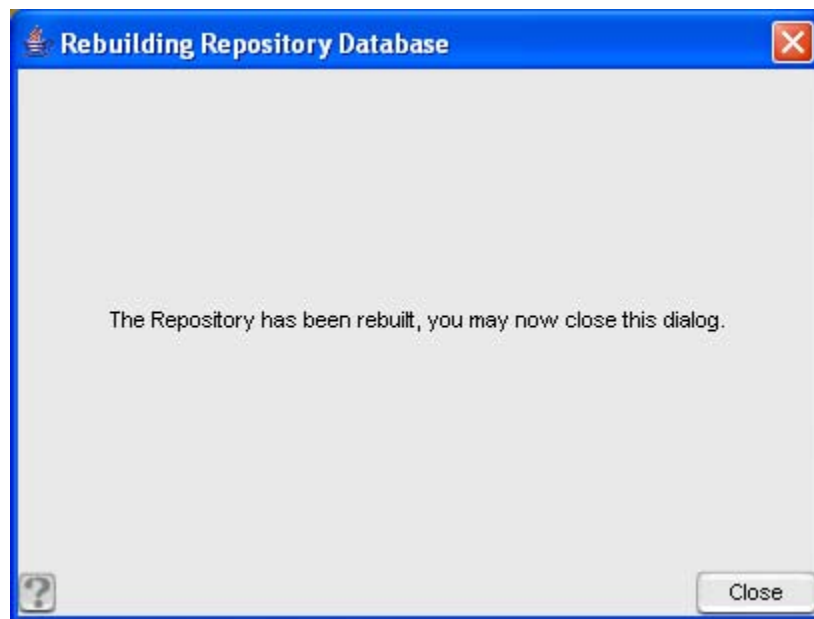 Rebuilding Repository Database
The Repository has been rebuilt, you may now close this dialog.
?
Close